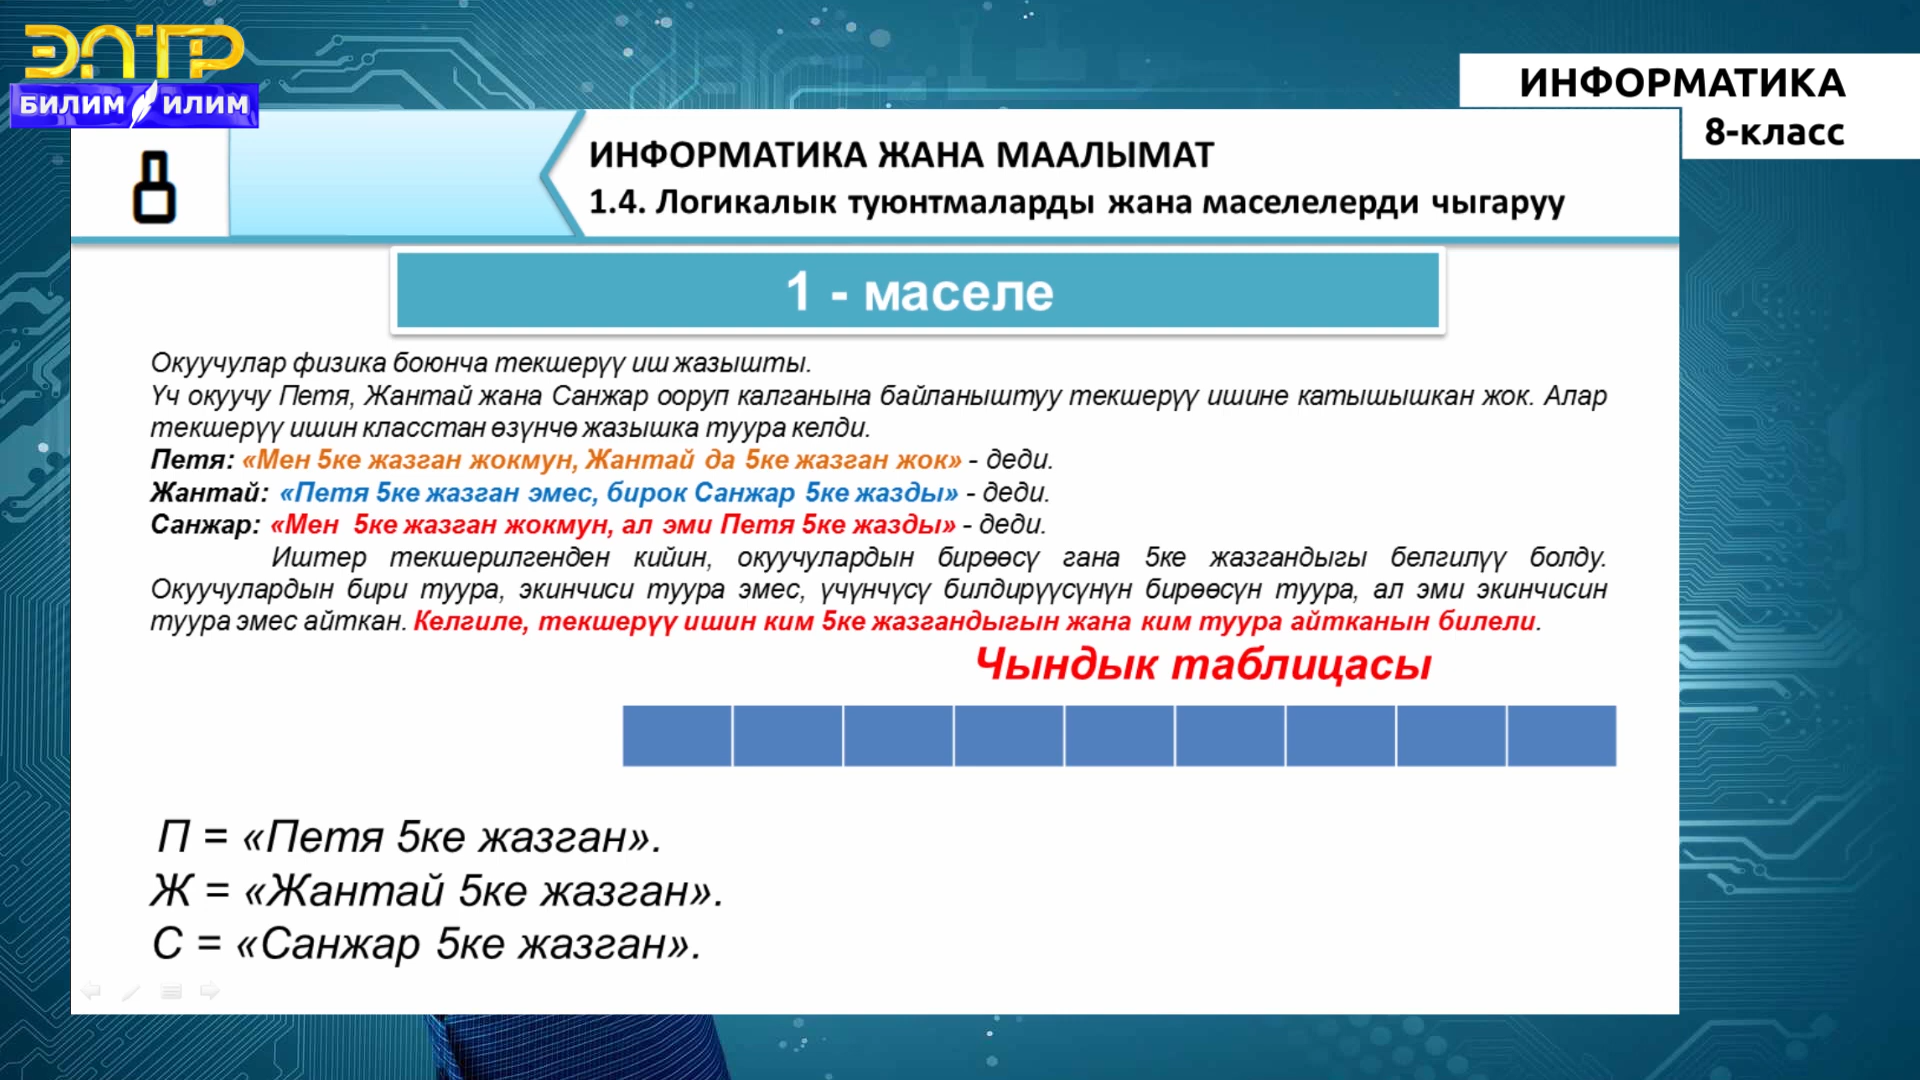 ЭЛТР
БИЛИМ ИЛИМ
ИНФОРМАТИКА
8-класс
8
ИНФОРМАТИКА ЖАНА МААЛЫМАТ
1.4. Логикалык туюнтмаларды жана маселелерди чыгаруу
1 - маселе
Окуучулар физика боюнча текшерүү иш жазышты.
Үч окуучу Петя, Жантай жана Санжар ооруп калганына байланыштуу текшерүү ишине катышышкан жок. Алар
текшерүү ишин класстан өзүнчө жазышка туура келди.
Петя: «Мен 5ке жазган жокмун, Жантай да 5ке жазган жок» - деди.
Жантай: «Петя 5ке жазган эмес, бирок Санжар 5ке жазды» - деди.
Санжар: «Мен 5ке жазган жокмун, ал эми Петя 5ке жазды» - деди.
Иштер текшерилгенден кийин, окуучулардын бирөөсү гана 5ке жазгандыгы белгилүү болду.
Окуучулардын бири туура, экинчиси туура эмес, үчүнчүсү билдирүүсүнүн бирөөсүн туура, ал эми экинчисин
туура эмес айткан. Келгиле, текшерүү ишин ким 5ке жазгандыгын жана ким туура айтканын билели.
Чындык таблицасы
П = «Петя 5ке жазган».
Ж = «Жантай 5ке жазган».
С = «Санжар 5ке жазган».